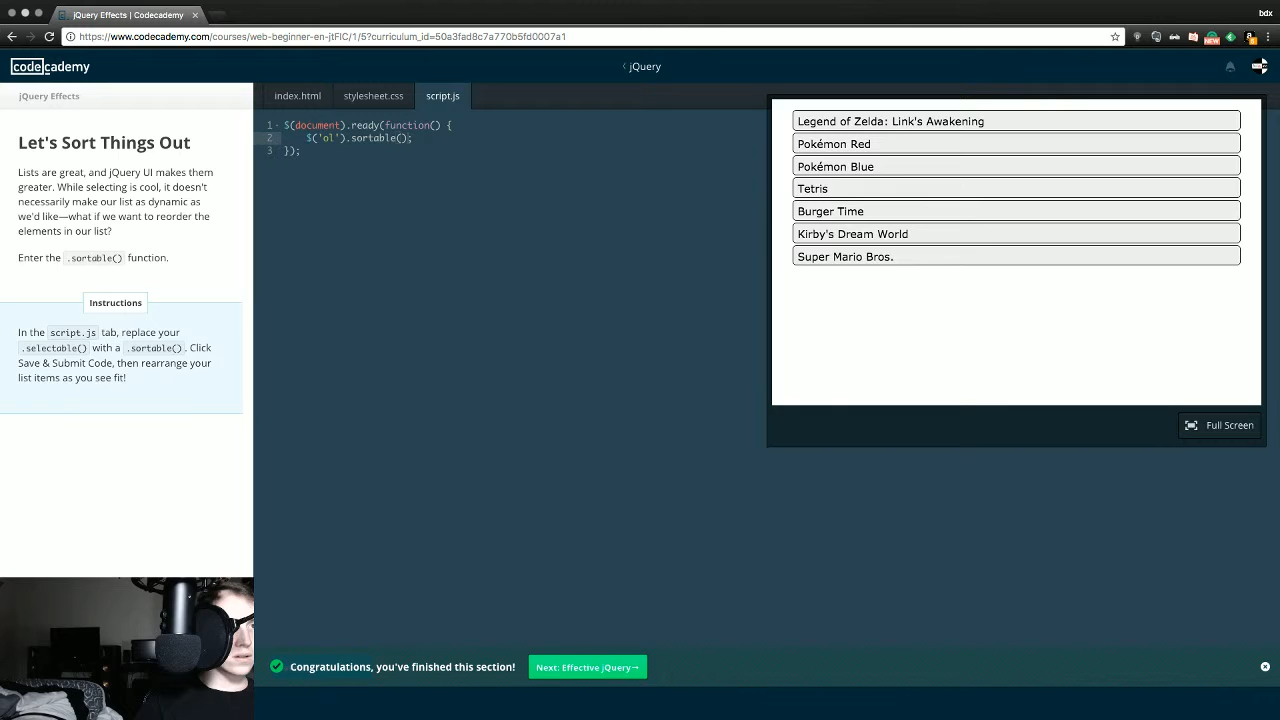 jQuery Effects | Codecademy
bdx
https://www.codecademy.com/courses/web-beginner-en-jtFIC/1/5?curriculum_id=50a3fad8c7a770b5fd0007a1
codecademy
jQuery
jQuery Effects
index.html
stylesheet.css
script.js
Let's Sort Things Out
Lists are great, and jQuery UI makes them
greater. While selecting is cool, it doesn't
necessarily make our list as dynamic as
we'd like—what if we want to reorder the
elements in our list?
Enter the .sortable() function.
Instructions
In the script.js tab, replace your
.selectable() with a .sortable(). Click
Save & Submit Code, then rearrange your
list items as you see fit!
1 $(document).ready(function() {
2 $('ol').sortable();
3 });
Legend of Zelda: Link's Awakening
Pokémon Red
Pokémon Blue
Tetris
Burger Time
Kirby's Dream World
Super Mario Bros.
Full Screen
Congratulations, you've finished this section!
Next: Effective jQuery→